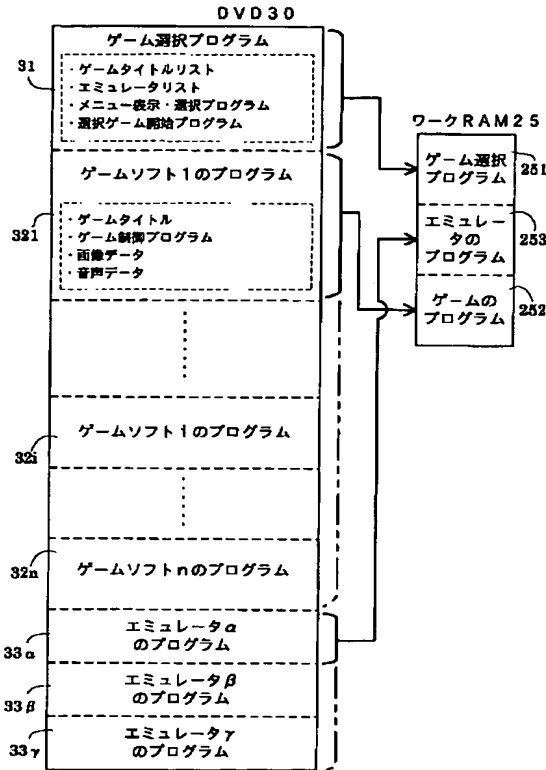 DVD30
ゲーム選択プログラム
31
・ゲームタイトルリスト
・エミュレータリスト
・メニュー表示・選択プログラム
・選択ゲーム開始プログラム
ゲームソフト1のプログラム
321
・ゲームタイトル
・ゲーム制御プログラム
・画像データ
・音声データ
ゲームソフトiのプログラム
32i
ゲームソフトnのプログラム
32n
エミュレータα
のプログラム
33α
エミュレータβ
のプログラム
33β
エミュレータγ
のプログラム
33γ
ワークRAM25
ゲーム選択
プログラム
251
エミュレー
タの
プログラム
253
ゲームの
プログラム
252